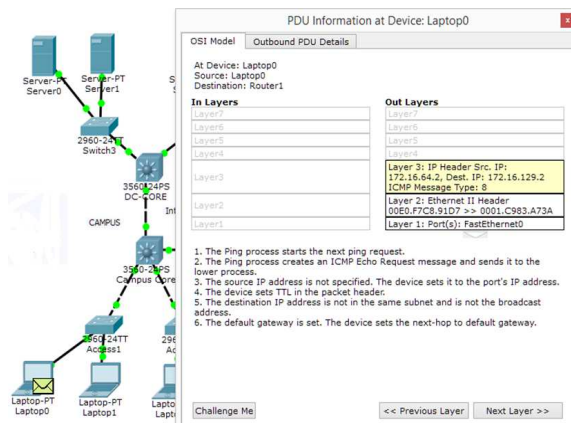 PDU Information at Device: Laptop0
x
OSI Model
Outbound PDU Details
At Device: Laptop0
Source: Laptop0
Destination: Router1
In Layers
Out Layers
Layer7
Layer7
Layer6
Layer6
Layer5
Layer5
Layer4
Layer4
Layer3
Layer 3: IP Header Src. IP:
172.16.64.2, Dest. IP: 172.16.129.2
ICMP Message Type: 8
Layer2
Layer 2: Ethernet II Header
00E0.F7C8.91D7 >> 0001.C983.A73A
Layer1
Layer 1: Port(s): FastEthernet0
1. The Ping process starts the next ping request.
2. The Ping process creates an ICMP Echo Request message and sends it to the
lower process.
3. The source IP address is not specified. The device sets it to the port's IP address.
4. The device sets TTL in the packet header.
5. The destination IP address is not in the same subnet and is not the broadcast
address.
6. The default gateway is set. The device sets the next-hop to default gateway.
Challenge Me
<< Previous Layer
Next Layer >>
Server-PT
Server0
Server-PT
Server1
2960-24TT
Switch3
3560-24PS
DC-CORE
CAMPUS
3560-24PS
Campus Core
2960-24TT
Access1
Laptop-PT
Laptop0
Laptop-PT
Laptop1